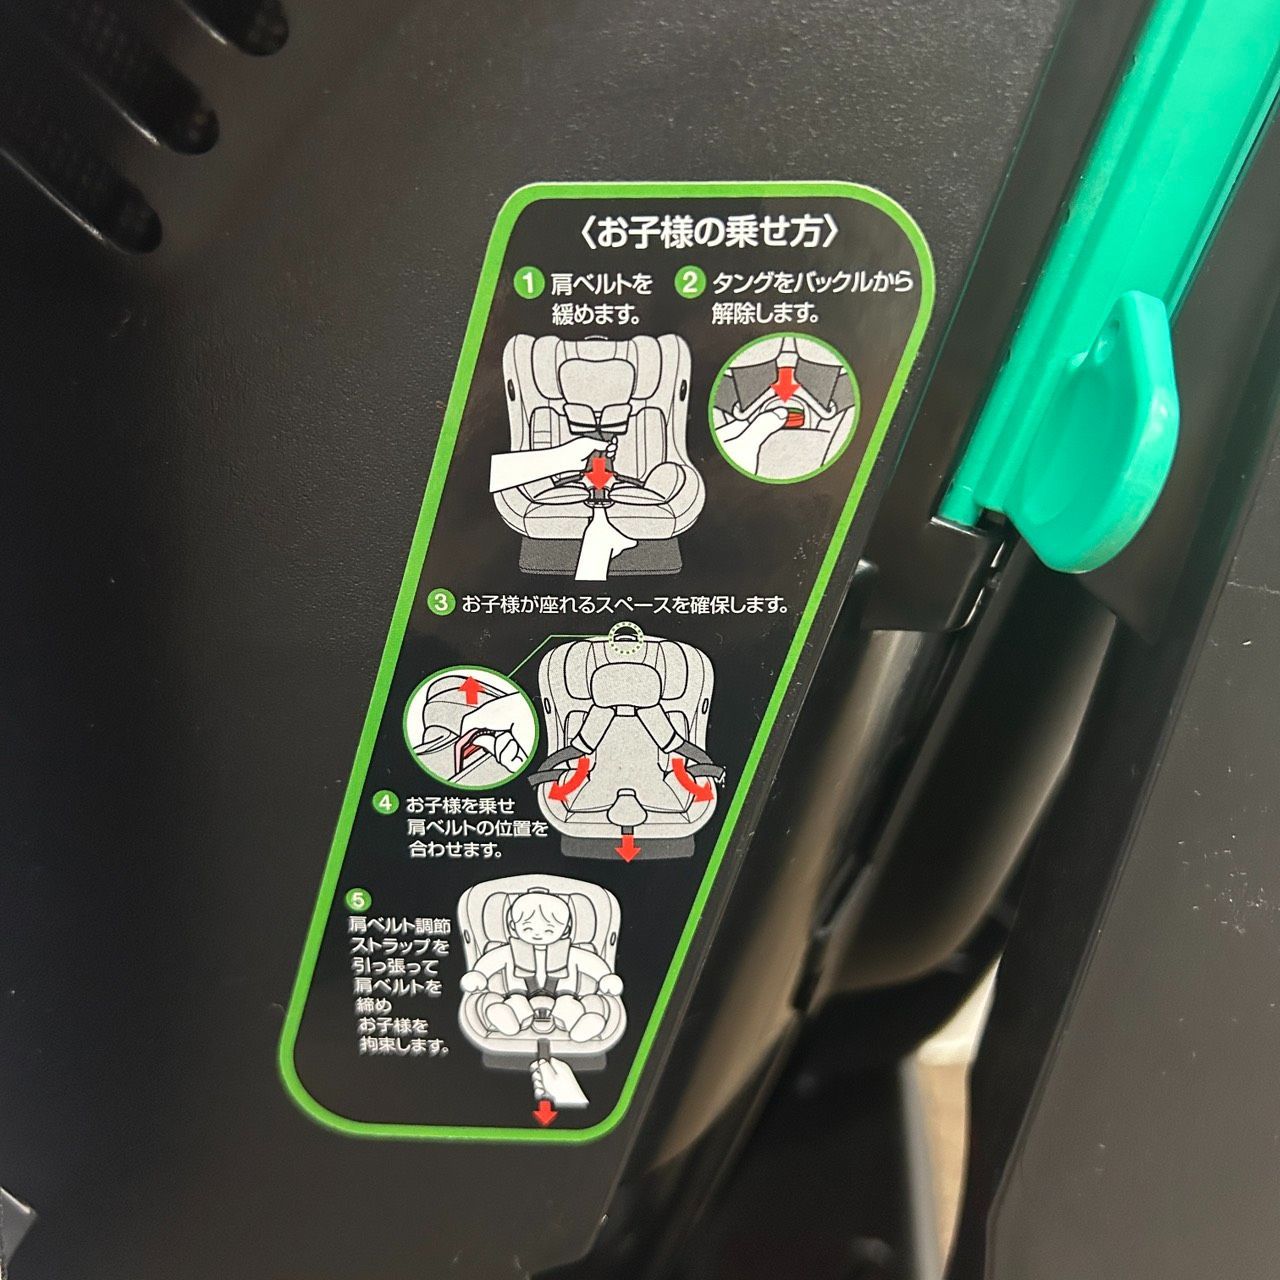 〈お子様の乗せ方〉
1 肩ベルトを
緩めます。
2 タングをバックルから
解除します。
3 お子様が座れるスペースを確保します。
4 お子様を乗せ
肩ベルトの位置を
合わせます。
5
肩ベルト調節
ストラップを
引っ張って
肩ベルトを
締め
お子様を
拘束します。